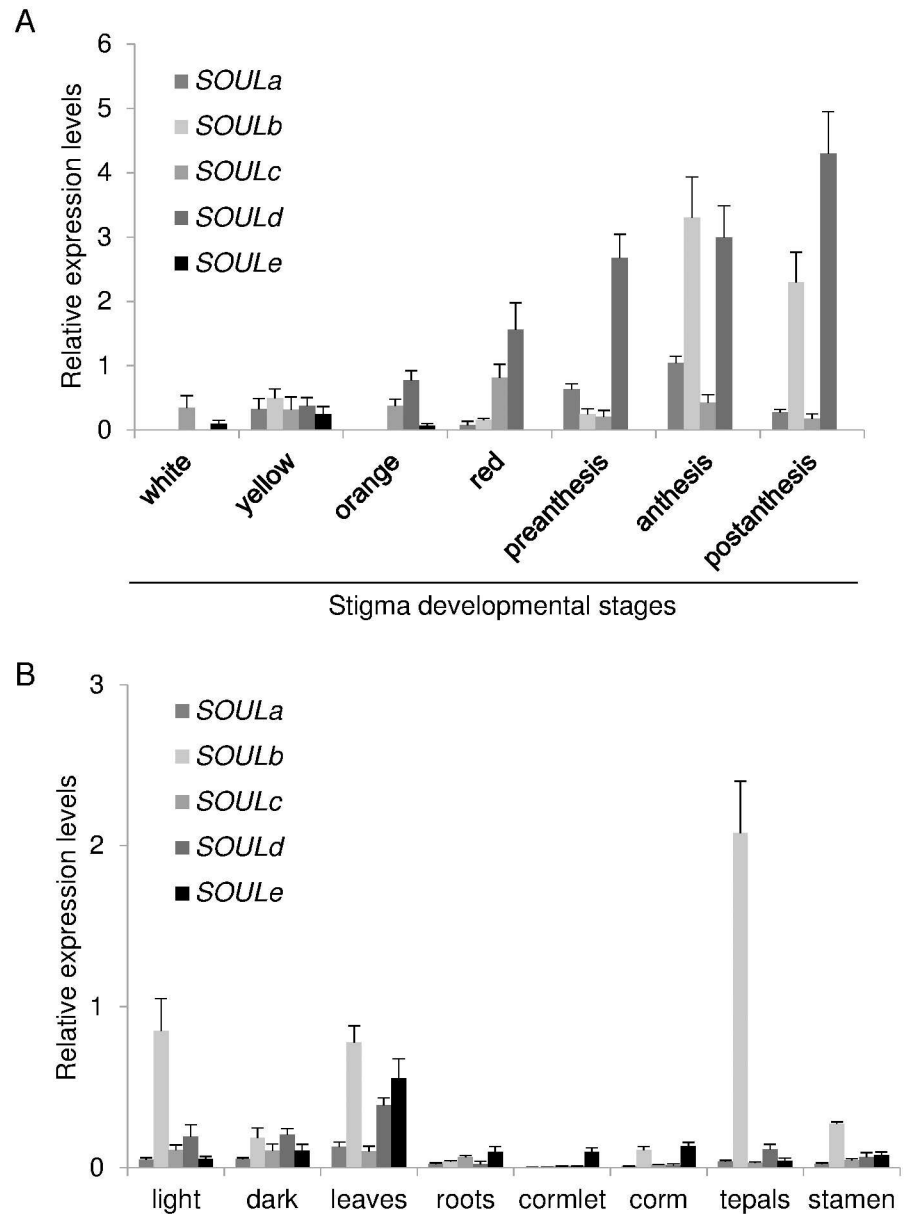 A
Relative expression levels
6
5
4
3
2
1
0
SOULa
SOULb
SOULc
SOULd
SOULe
white
yellow
orange
red
preanthesis
anthesis
postanthesis
Stigma developmental stages
B
Relative expression levels
3
2
1
0
SOULa
SOULb
SOULc
SOULd
SOULe
light dark leaves roots cormlet corm tepals stamen